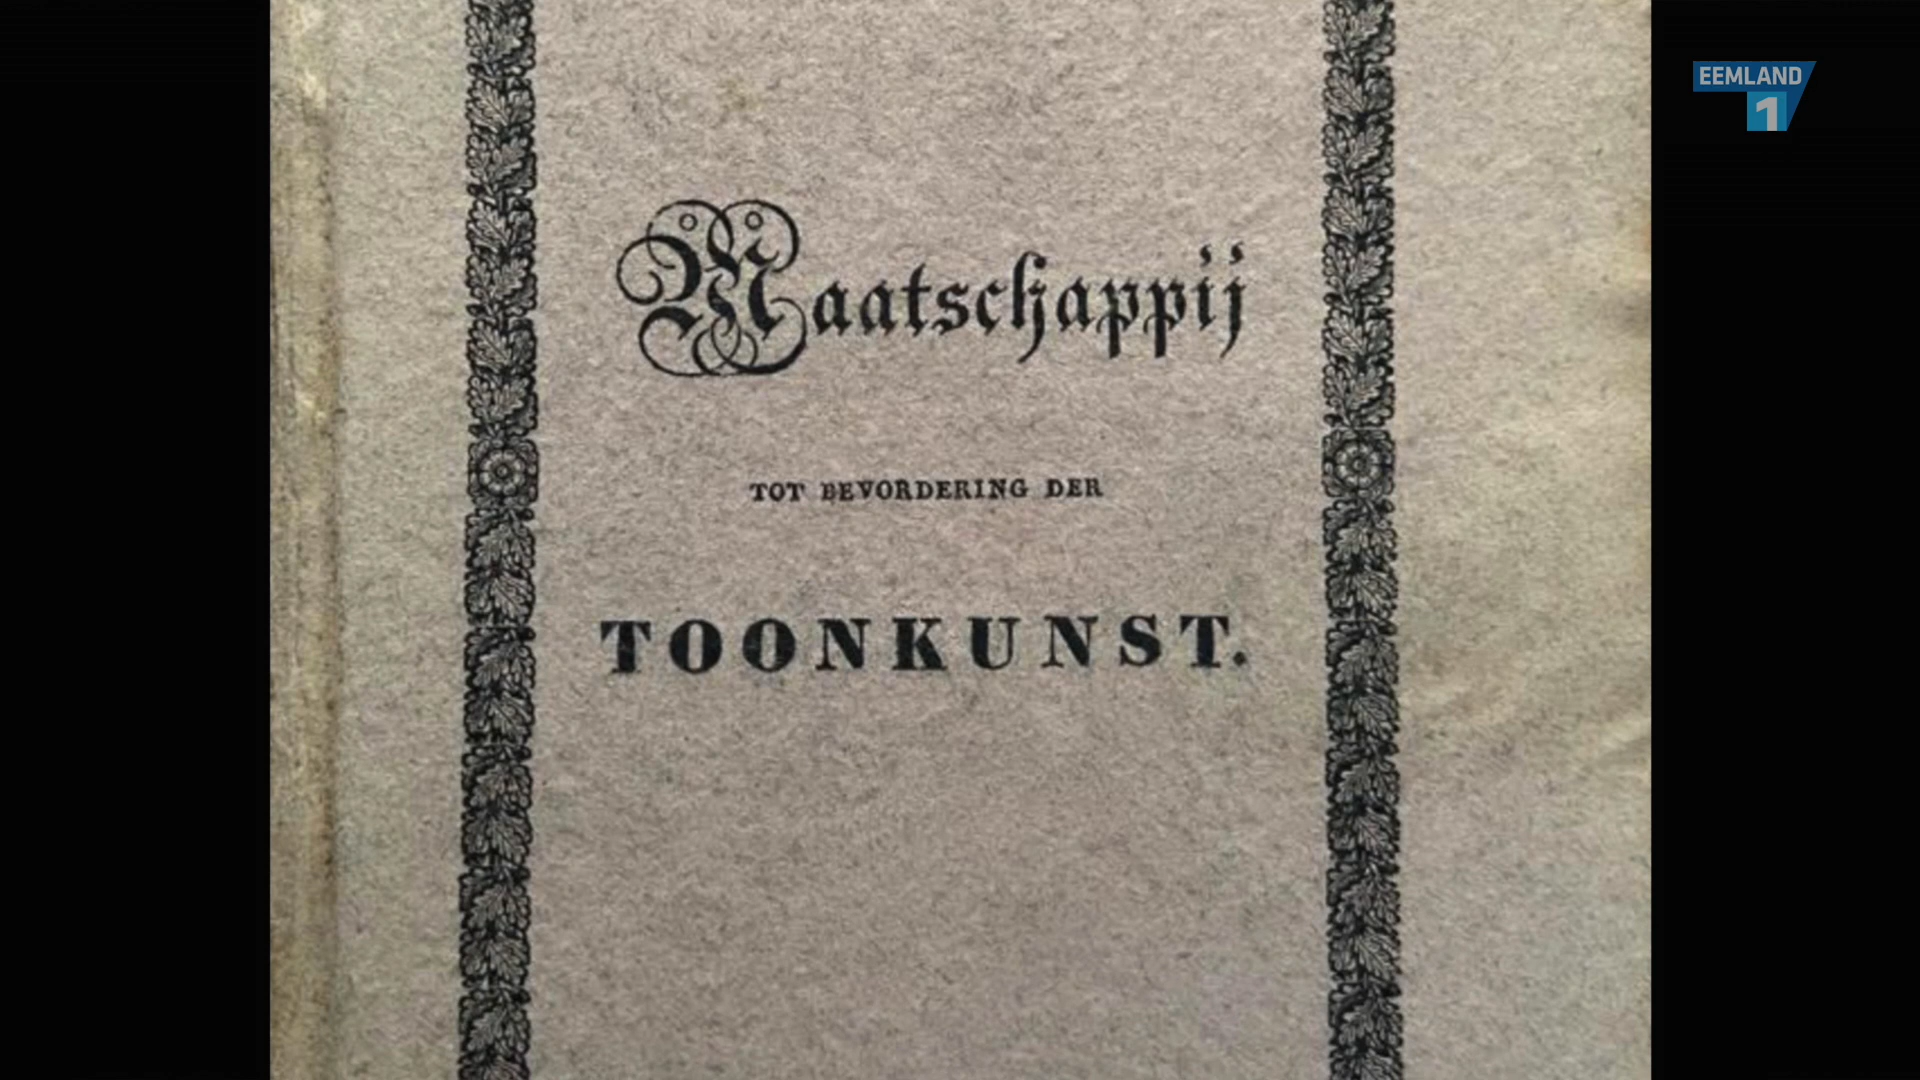 Maatschappij
TOT BEVORDERING DER
TOONKUNST.
EEMLAND
1